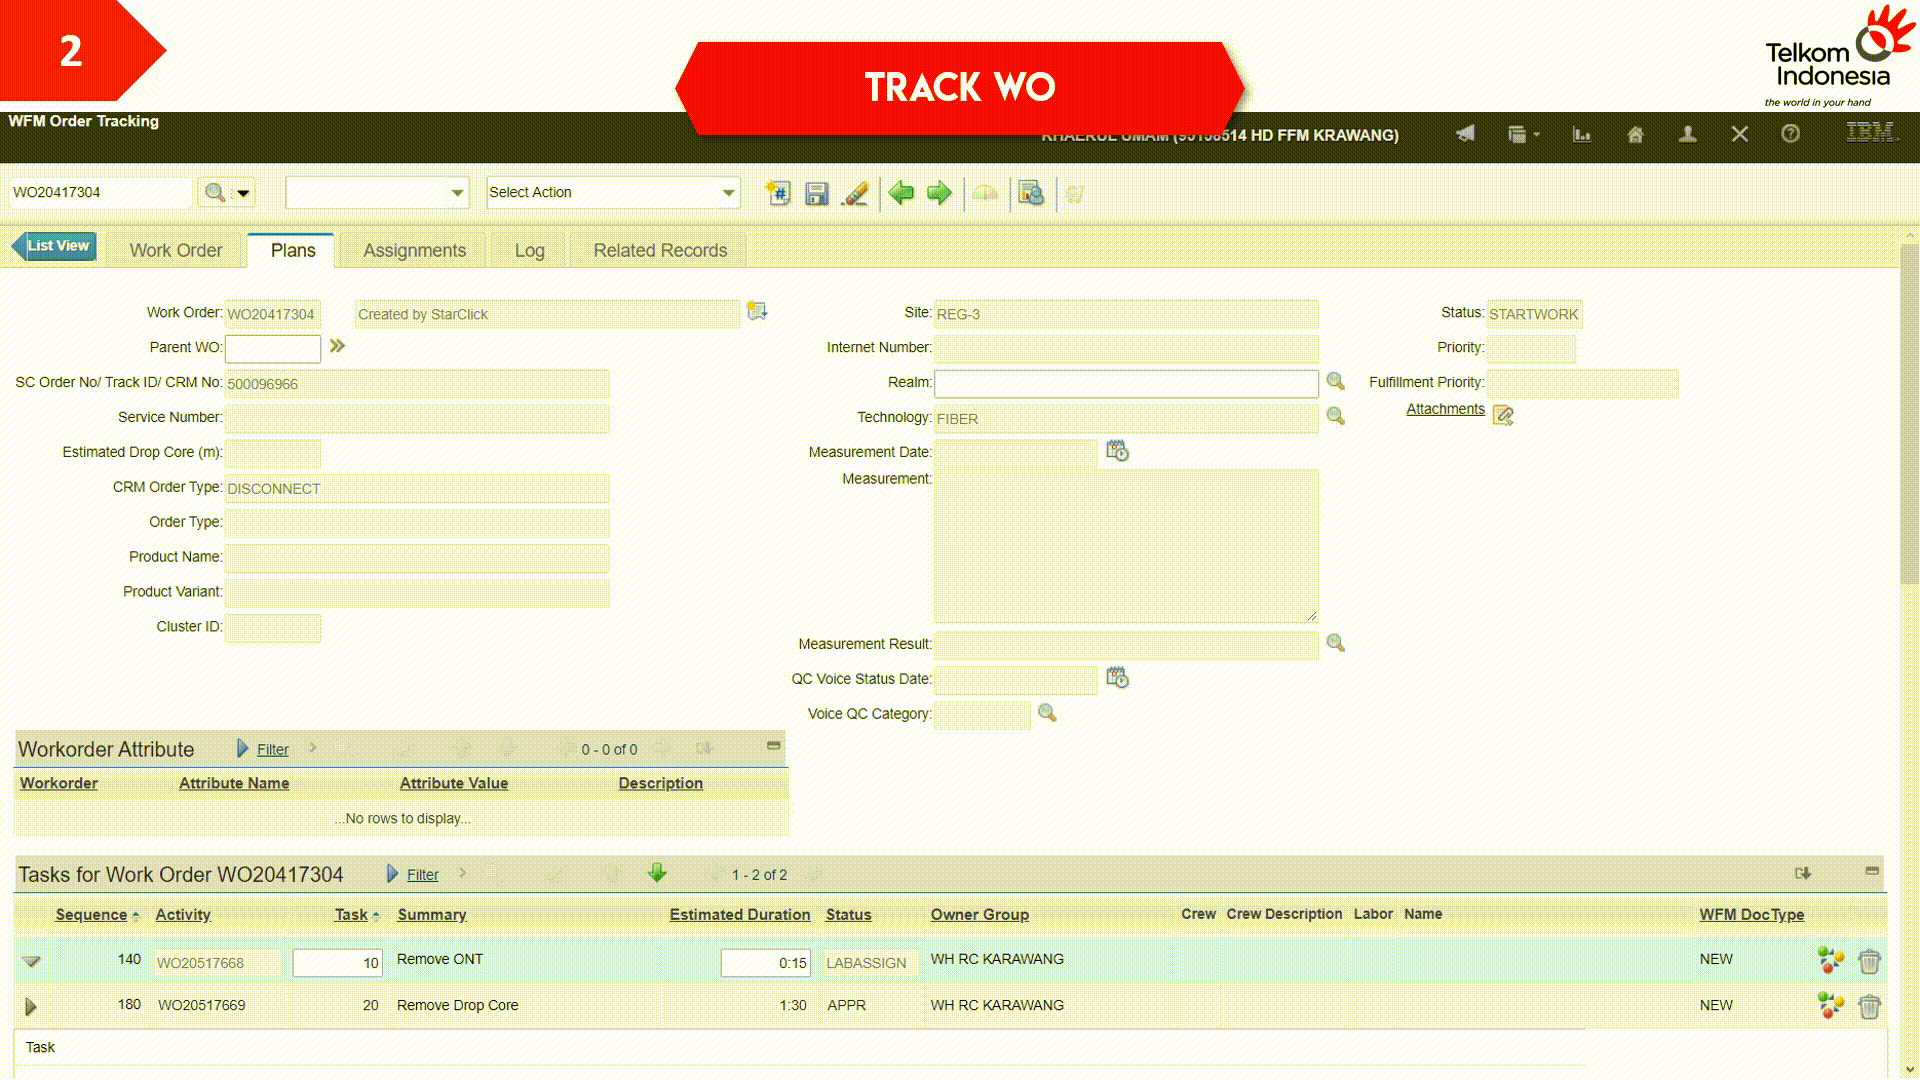 2
TRACK WO
Telkom
Indonesia
the world in your hand
WFM Order Tracking
KHAERUL UMAM (95158514 HD FFM KRAWANG)
IBM.
WO20417304
Select Action
List View
Work Order
Plans
Assignments
Log
Related Records
Work Order: WO20417304 Created by StarClick Site: REG-3 Status: STARTWORK
Parent WO: Internet Number: Priority:
SC Order No/ Track ID/ CRM No: 500096966 Realm: Fulfillment Priority:
Service Number: Technology: FIBER Attachments
Estimated Drop Core (m): Measurement Date:
CRM Order Type: DISCONNECT Measurement:
Order Type:
Product Name:
Product Variant:
Cluster ID:
Measurement Result:
QC Voice Status Date:
Voice QC Category:
Workorder Attribute Filter 0 - 0 of 0
Workorder Attribute Name Attribute Value Description
...No rows to display...
Tasks for Work Order WO20417304 Filter 1 - 2 of 2
Sequence Activity Task Summary Estimated Duration Status Owner Group Crew Crew Description Labor Name WFM DocType
140 WO20517668 10 Remove ONT 0:15 LABASSIGN WH RC KARAWANG NEW
180 WO20517669 20 Remove Drop Core 1:30 APPR WH RC KARAWANG NEW
Task